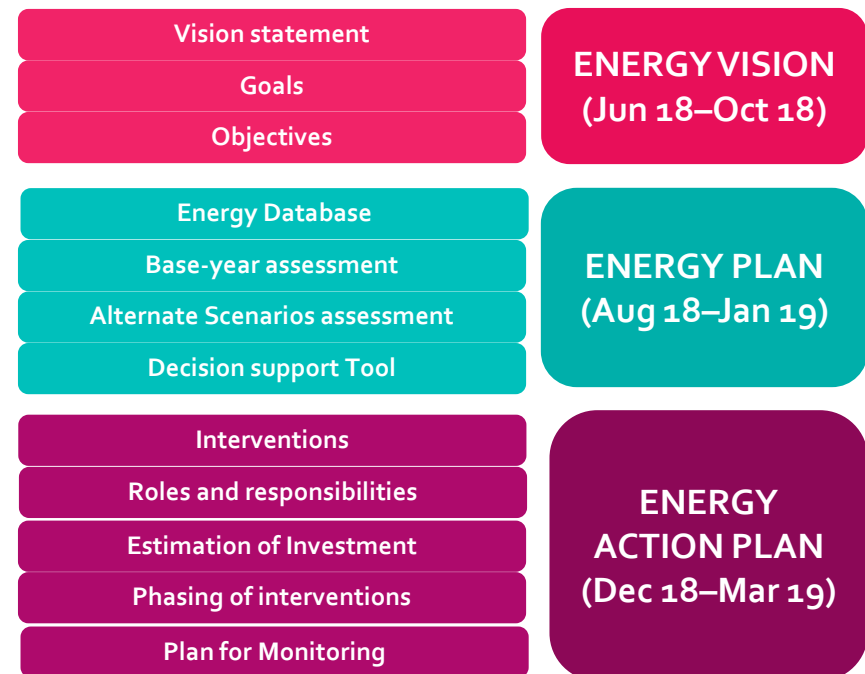 Vision statement
Goals
Objectives
ENERGY VISION
(Jun 18–Oct 18)
Energy Database
Base-year assessment
Alternate Scenarios assessment
Decision support Tool
ENERGY PLAN
(Aug 18–Jan 19)
Interventions
Roles and responsibilities
Estimation of Investment
Phasing of interventions
Plan for Monitoring
ENERGY
ACTION PLAN
(Dec 18–Mar 19)